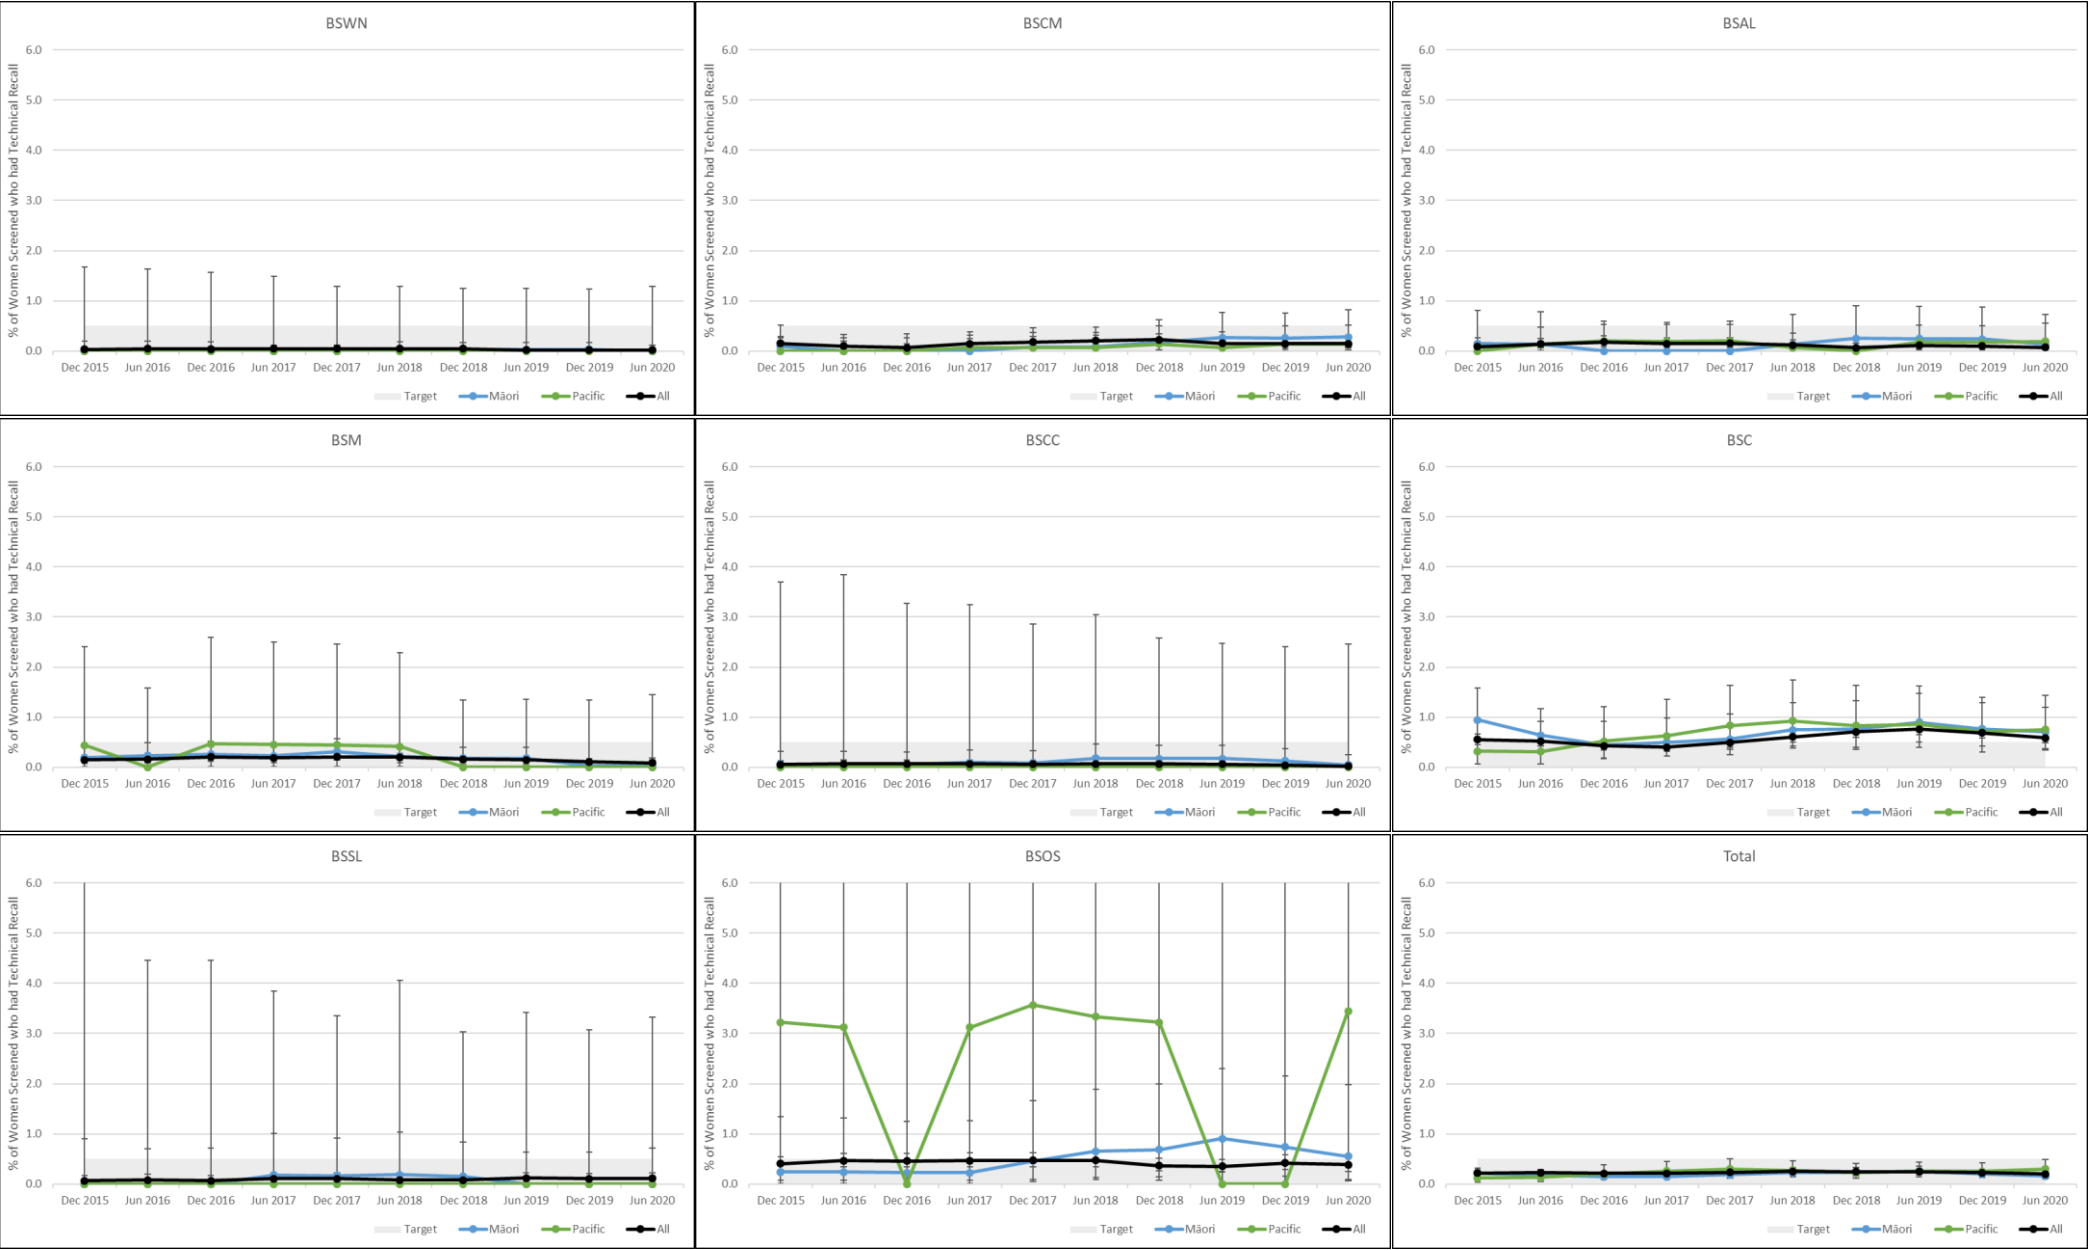 BSWN
% of Women Screened who had Technical Recall
6.0
5.0
4.0
3.0
2.0
1.0
0.0
Dec 2015 Jun 2016 Dec 2016 Jun 2017 Dec 2017 Jun 2018 Dec 2018 Jun 2019 Dec 2019 Jun 2020
Target Māori Pacific All
BSCM
% of Women Screened who had Technical Recall
6.0
5.0
4.0
3.0
2.0
1.0
0.0
Dec 2015 Jun 2016 Dec 2016 Jun 2017 Dec 2017 Jun 2018 Dec 2018 Jun 2019 Dec 2019 Jun 2020
Target Māori Pacific All
BSAL
% of Women Screened who had Technical Recall
6.0
5.0
4.0
3.0
2.0
1.0
0.0
Dec 2015 Jun 2016 Dec 2016 Jun 2017 Dec 2017 Jun 2018 Dec 2018 Jun 2019 Dec 2019 Jun 2020
Target Māori Pacific All
BSM
% of Women Screened who had Technical Recall
6.0
5.0
4.0
3.0
2.0
1.0
0.0
Dec 2015 Jun 2016 Dec 2016 Jun 2017 Dec 2017 Jun 2018 Dec 2018 Jun 2019 Dec 2019 Jun 2020
Target Māori Pacific All
BSCC
% of Women Screened who had Technical Recall
6.0
5.0
4.0
3.0
2.0
1.0
0.0
Dec 2015 Jun 2016 Dec 2016 Jun 2017 Dec 2017 Jun 2018 Dec 2018 Jun 2019 Dec 2019 Jun 2020
Target Māori Pacific All
BSC
% of Women Screened who had Technical Recall
6.0
5.0
4.0
3.0
2.0
1.0
0.0
Dec 2015 Jun 2016 Dec 2016 Jun 2017 Dec 2017 Jun 2018 Dec 2018 Jun 2019 Dec 2019 Jun 2020
Target Māori Pacific All
BSSL
% of Women Screened who had Technical Recall
6.0
5.0
4.0
3.0
2.0
1.0
0.0
Dec 2015 Jun 2016 Dec 2016 Jun 2017 Dec 2017 Jun 2018 Dec 2018 Jun 2019 Dec 2019 Jun 2020
Target Māori Pacific All
BSOS
% of Women Screened who had Technical Recall
6.0
5.0
4.0
3.0
2.0
1.0
0.0
Dec 2015 Jun 2016 Dec 2016 Jun 2017 Dec 2017 Jun 2018 Dec 2018 Jun 2019 Dec 2019 Jun 2020
Target Māori Pacific All
Total
% of Women Screened who had Technical Recall
6.0
5.0
4.0
3.0
2.0
1.0
0.0
Dec 2015 Jun 2016 Dec 2016 Jun 2017 Dec 2017 Jun 2018 Dec 2018 Jun 2019 Dec 2019 Jun 2020
Target Māori Pacific All